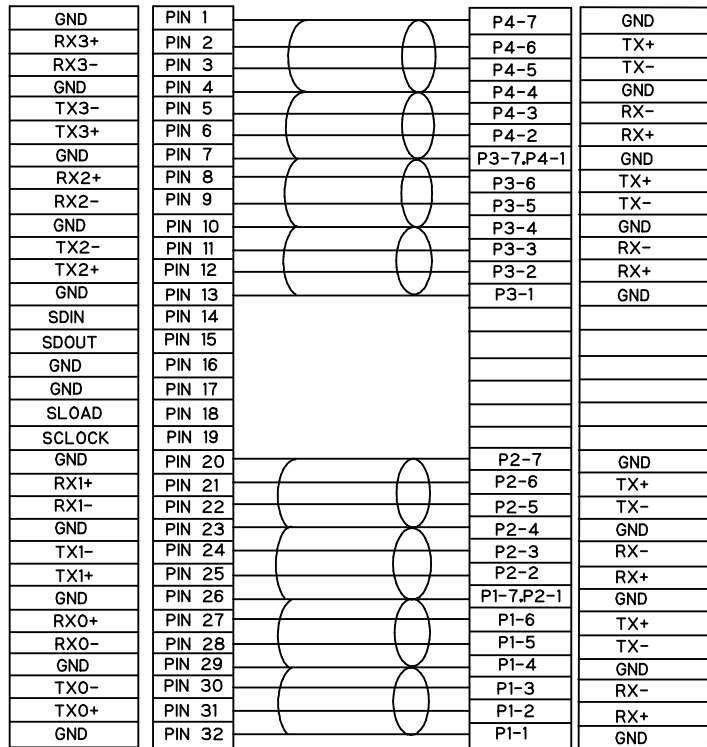 GND PIN 1 P4-7 GND
RX3+ PIN 2 P4-6 TX+
RX3- PIN 3 P4-5 TX-
GND PIN 4 P4-4 GND
TX3- PIN 5 P4-3 RX-
TX3+ PIN 6 P4-2 RX+
GND PIN 7 P3-7.P4-1 GND
RX2+ PIN 8 P3-6 TX+
RX2- PIN 9 P3-5 TX-
GND PIN 10 P3-4 GND
TX2- PIN 11 P3-3 RX-
TX2+ PIN 12 P3-2 RX+
GND PIN 13 P3-1 GND
SDIN PIN 14
SDOUT PIN 15
GND PIN 16
GND PIN 17
SLOAD PIN 18
SCLOCK PIN 19
GND PIN 20 P2-7 GND
RX1+ PIN 21 P2-6 TX+
RX1- PIN 22 P2-5 TX-
GND PIN 23 P2-4 GND
TX1- PIN 24 P2-3 RX-
TX1+ PIN 25 P2-2 RX+
GND PIN 26 P1-7.P2-1 GND
RX0+ PIN 27 P1-6 TX+
RX0- PIN 28 P1-5 TX-
GND PIN 29 P1-4 GND
TX0- PIN 30 P1-3 RX-
TX0+ PIN 31 P1-2 RX+
GND PIN 32 P1-1 GND